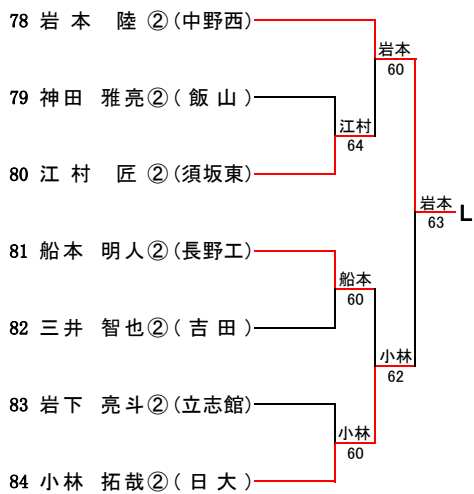 78 岩本 陸 ②(中野西)
岩本
60
79 神田 雅亮②(飯山)
江村
64
80 江村 匠 ②(須坂東)
岩本
63
L
81 船本 明人②(長野工)
船本
60
82 三井 智也②(吉田)
小林
62
83 岩下 亮斗②(立志館)
小林
60
84 小林 拓哉②(日大)